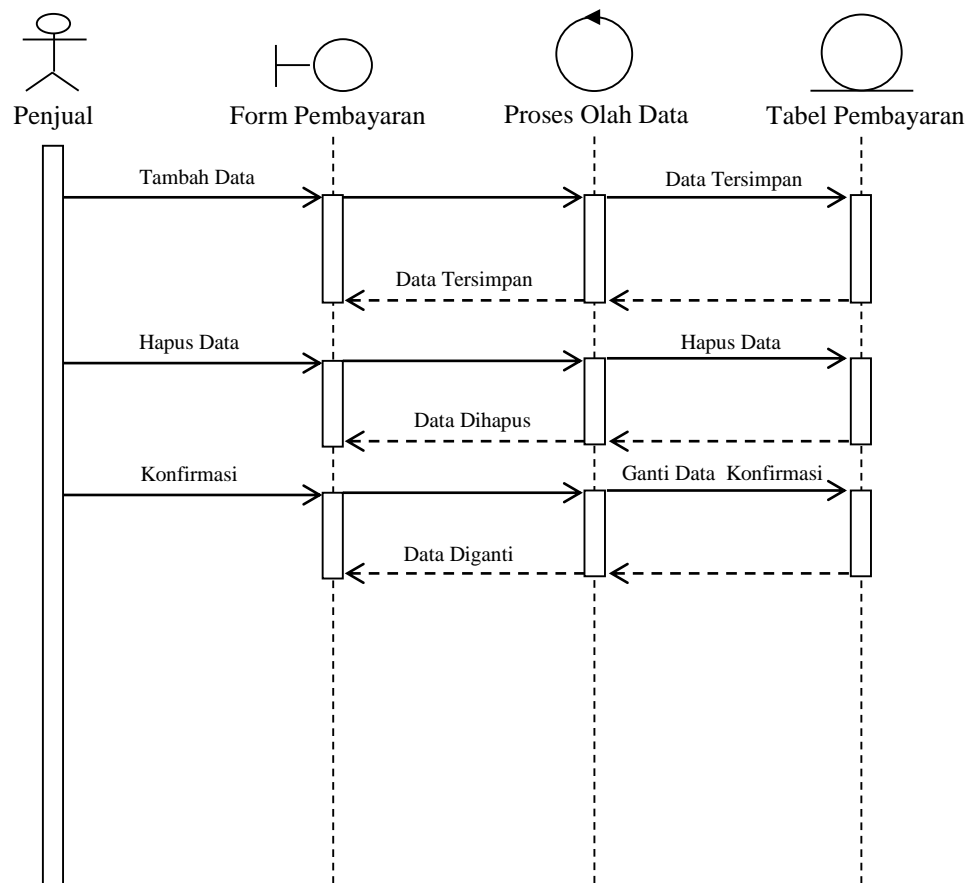 Penjual
Form Pembayaran
Proses Olah Data
Tabel Pembayaran
Tambah Data
Data Tersimpan
Data Tersimpan
Hapus Data
Hapus Data
Data Dihapus
Konfirmasi
Ganti Data  Konfirmasi
Data Diganti